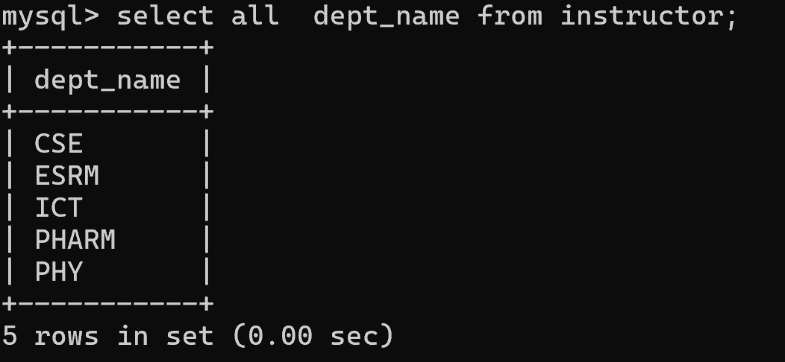 mysql> select all  dept_name from instructor;
+-----------+
| dept_name |
+-----------+
| CSE       |
| ESRM      |
| ICT       |
| PHARM     |
| PHY       |
+-----------+
5 rows in set (0.00 sec)